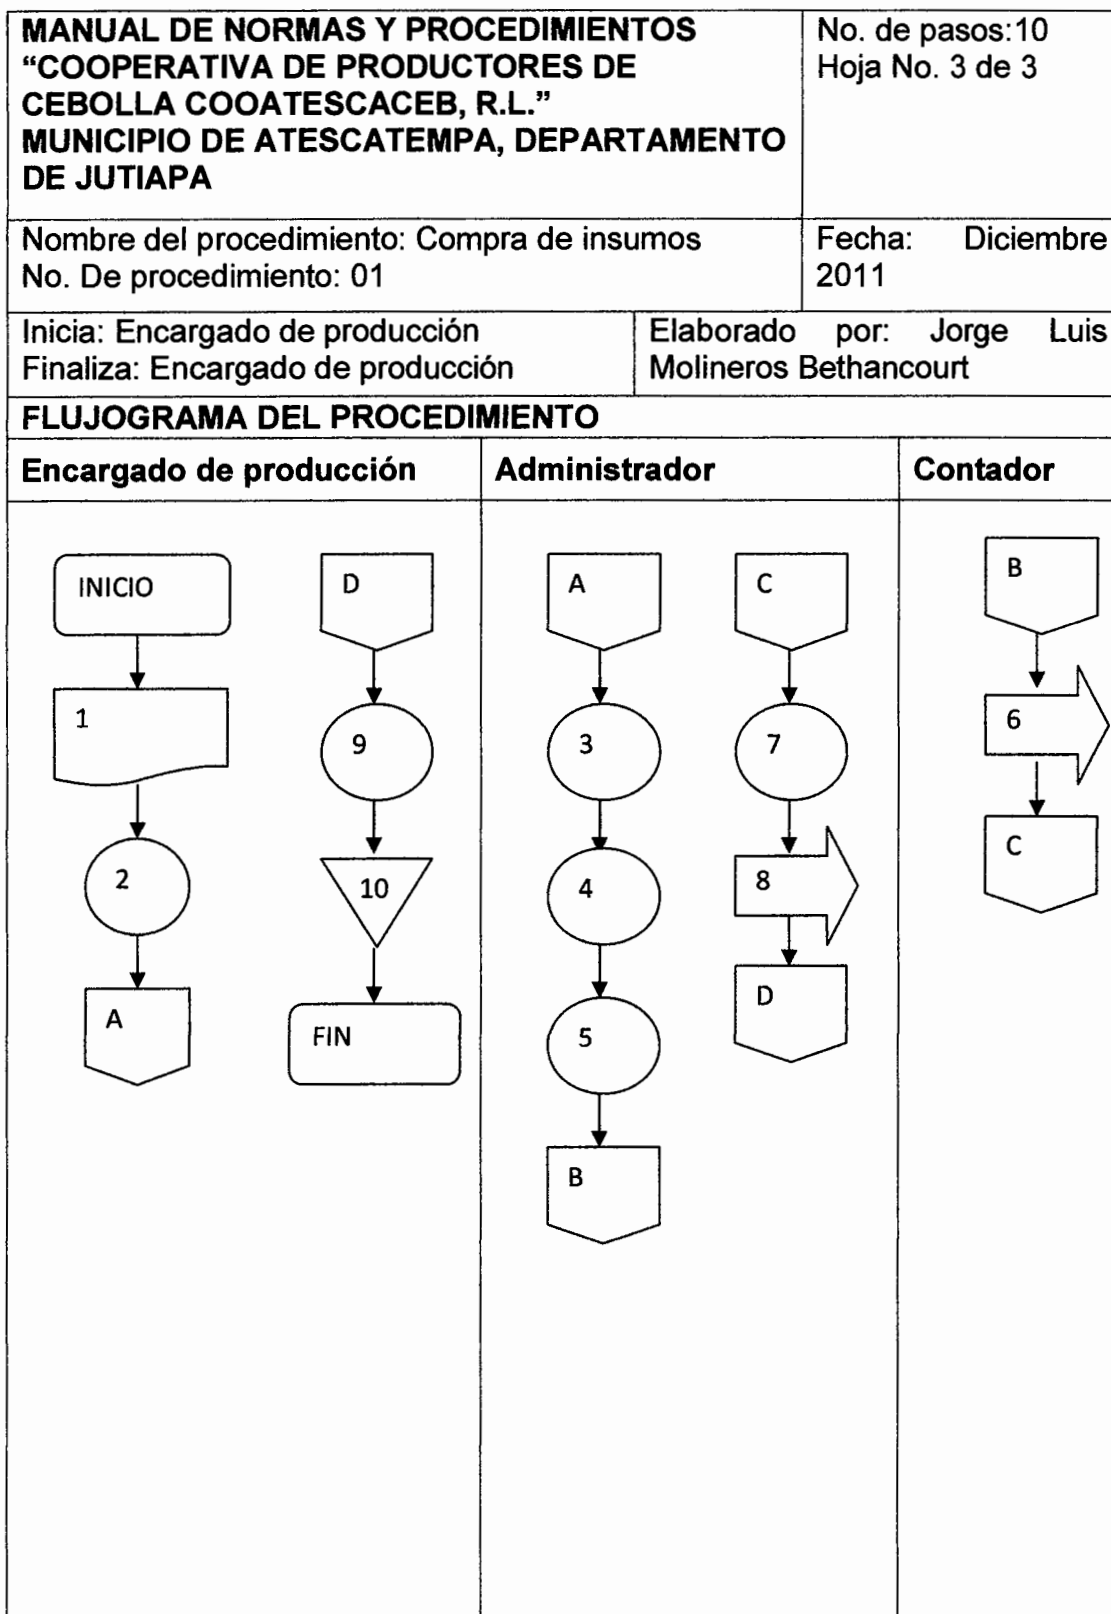 MANUAL DE NORMAS Y PROCEDIMIENTOS
“COOPERATIVA DE PRODUCTORES DE
CEBOLLA COOATESCACEB, R.L.”
MUNICIPIO DE ATESCATEMPA, DEPARTAMENTO
DE JUTIAPA
No. de pasos:10
Hoja No. 3 de 3
Nombre del procedimiento: Compra de insumos
No. De procedimiento: 01
Fecha: Diciembre
2011
Inicia: Encargado de producción
Finaliza: Encargado de producción
Elaborado por: Jorge Luis
Molineros Bethancourt
FLUJOGRAMA DEL PROCEDIMIENTO
Encargado de producción
Administrador
Contador
INICIO
1
2
A
D
9
10
FIN
A
3
4
5
B
C
7
8
D
B
6
C